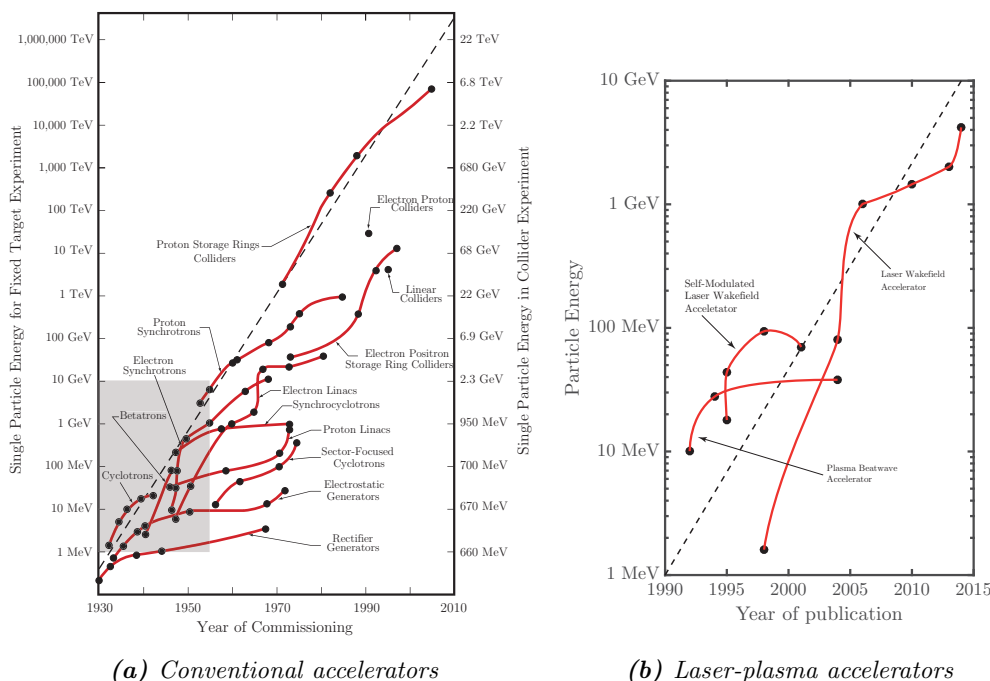 (a) Conventional accelerators
Single Particle Energy for Fixed Target Experiment
1,000,000 TeV
100,000 TeV
10,000 TeV
1,000 TeV
100 TeV
10 TeV
1 TeV
100 GeV
10 GeV
1 GeV
100 MeV
10 MeV
1 MeV
22 TeV
6.8 TeV
2.2 TeV
680 GeV
220 GeV
68 GeV
22 GeV
6.9 GeV
2.3 GeV
950 MeV
700 MeV
670 MeV
660 MeV
Single Particle Energy in Collider Experiment
Electron Proton
Colliders
Proton Storage Rings
Colliders
Linear
Colliders
Proton
Synchrotrons
Electron
Synchrotrons
Electron Positron
Storage Ring Colliders
Betatrons
Electron Linacs
Synchrocyclotrons
Proton Linacs
Cyclotrons
Sector-Focused
Cyclotrons
Electrostatic
Generators
Rectifier
Generators
1930
1950
1970
1990
2010
Year of Commissioning
(b) Laser-plasma accelerators
Particle Energy
10 GeV
1 GeV
100 MeV
10 MeV
1 MeV
Laser Wakefield
Accelerator
Self-Modulated
Laser Wakefield
Acceletator
Plasma Beatwave
Accelerator
1990
1995
2000
2005
2010
2015
Year of publication